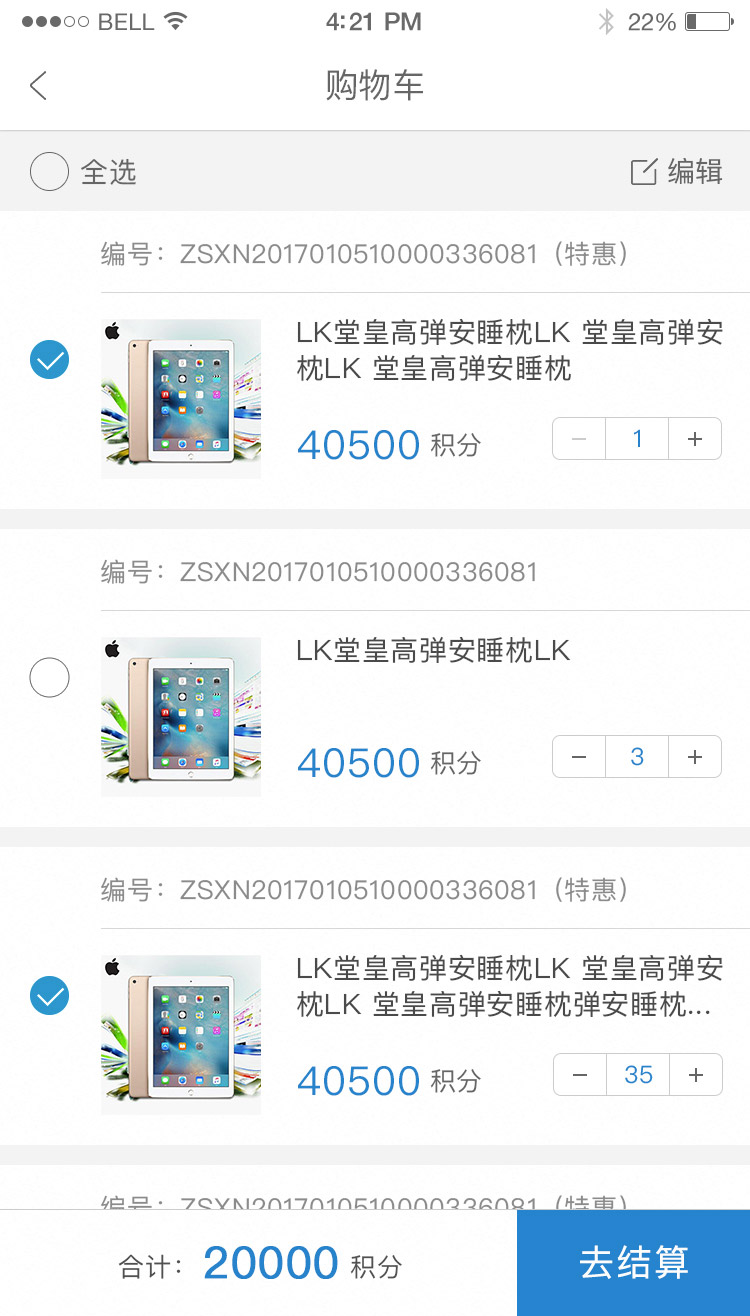 BELL 4:21 PM 22%
购物车
全选 编辑
编号：ZSXN2017010510000336081（特惠）
LK堂皇高弹安睡枕LK 堂皇高弹安
枕LK 堂皇高弹安睡枕
40500 积分 − 1 +
编号：ZSXN2017010510000336081
LK堂皇高弹安睡枕LK
40500 积分 − 3 +
编号：ZSXN2017010510000336081（特惠）
LK堂皇高弹安睡枕LK 堂皇高弹安
枕LK 堂皇高弹安睡枕弹安睡枕...
40500 积分 − 35 +
编号：ZSXN2017010510000336081（特惠）
合计：20000 积分 去结算